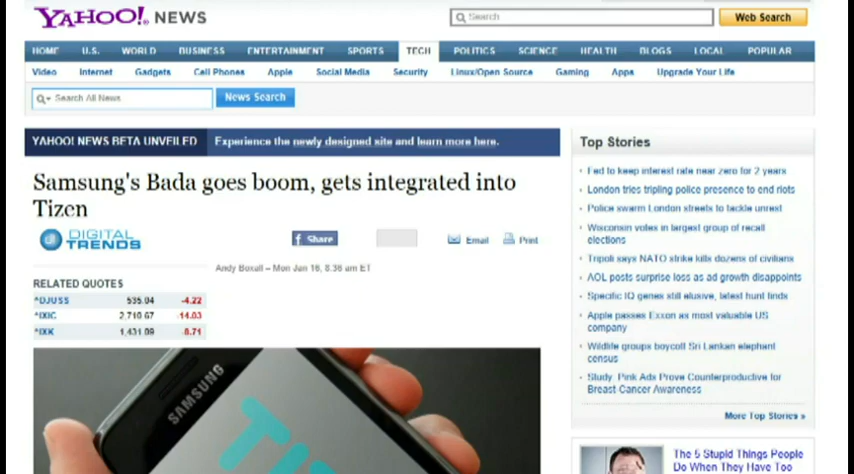 YAHOO! NEWS
Search
Web Search
HOME U.S. WORLD BUSINESS ENTERTAINMENT SPORTS TECH POLITICS SCIENCE HEALTH BLOGS LOCAL POPULAR
Video Internet Gadgets Cell Phones Apple Social Media Security Linux/Open Source Gaming Apps Upgrade Your Life
Search All News
News Search
YAHOO! NEWS BETA UNVEILED Experience the newly designed site and learn more here.
Samsung's Bada goes boom, gets integrated into
Tizen
DIGITAL
TRENDS
f Share
Email
Print
Andy Boxall – Mon Jan 16, 8:36 am ET
RELATED QUOTES
^DJUSS 535.04 -4.22
^IXIC 2,710.67 -14.03
^IXK 1,431.09 -8.71
SAMSUNG
Top Stories
Fed to keep interest rate near zero for 2 years
London tries tripling police presence to end riots
Police swarm London streets to tackle unrest
Wisconsin votes in largest group of recall
elections
Tripoli says NATO strike kills dozens of civilians
AOL posts surprise loss as ad growth disappoints
Specific IQ genes still elusive, latest hunt finds
Apple passes Exxon as most valuable US
company
Wildlife groups boycott Sri Lankan elephant
census
Study: Pink Ads Prove Counterproductive for
Breast Cancer Awareness
More Top Stories »
The 5 Stupid Things People
Do When They Have Too